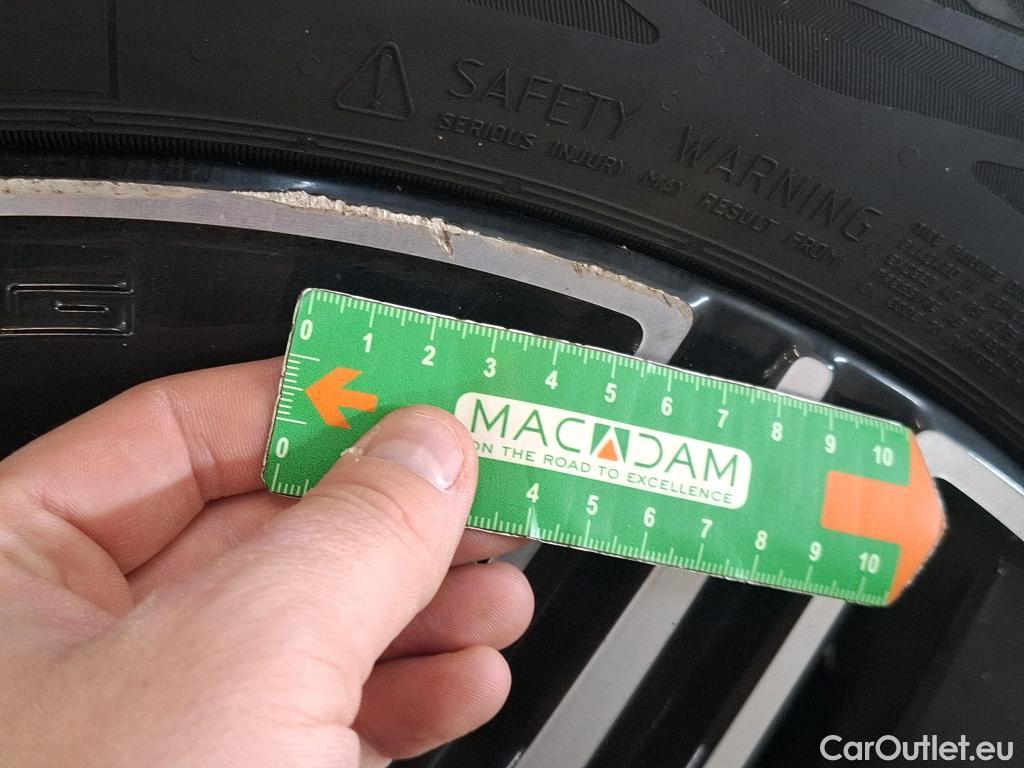 SAFETY WARNING
SERIOUS INJURY MAY RESULT FROM:
0 1 2 3 4 5 6 7 8 9 10
MACADAM
ON THE ROAD TO EXCELLENCE
0 4 5 6 7 8 9 10
CarOutlet.eu